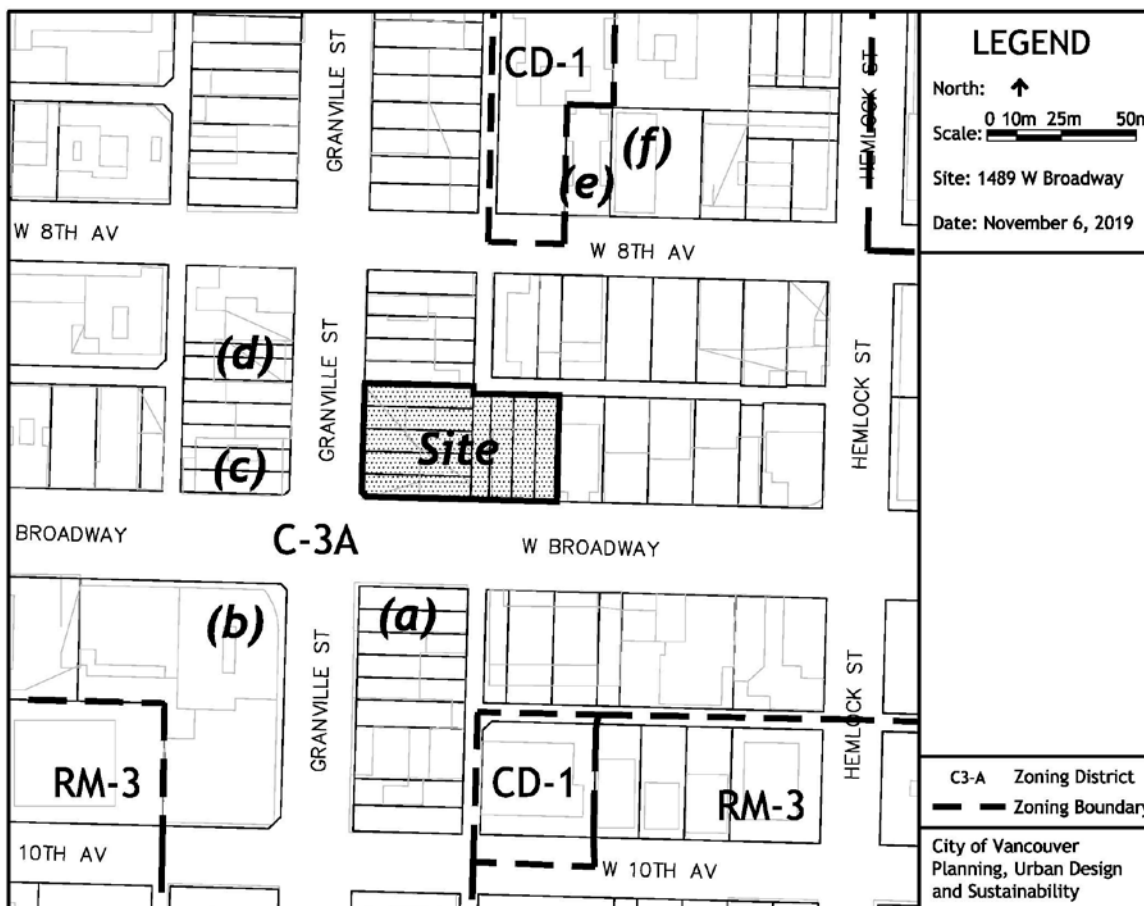 GRANVILLE ST
CD-1
HEMLOCK ST
(f)
(e)
W 8TH AV
W 8TH AV
(d)
GRANVILLE ST
HEMLOCK ST
Site
(c)
BROADWAY
C-3A
W BROADWAY
(b)
(a)
GRANVILLE ST
HEMLOCK ST
RM-3
CD-1
RM-3
10TH AV
W 10TH AV
LEGEND
North:
Scale: 0 10m 25m 50m
Site: 1489 W Broadway
Date: November 6, 2019
C3-A Zoning District
Zoning Boundary
City of Vancouver
Planning, Urban Design
and Sustainability